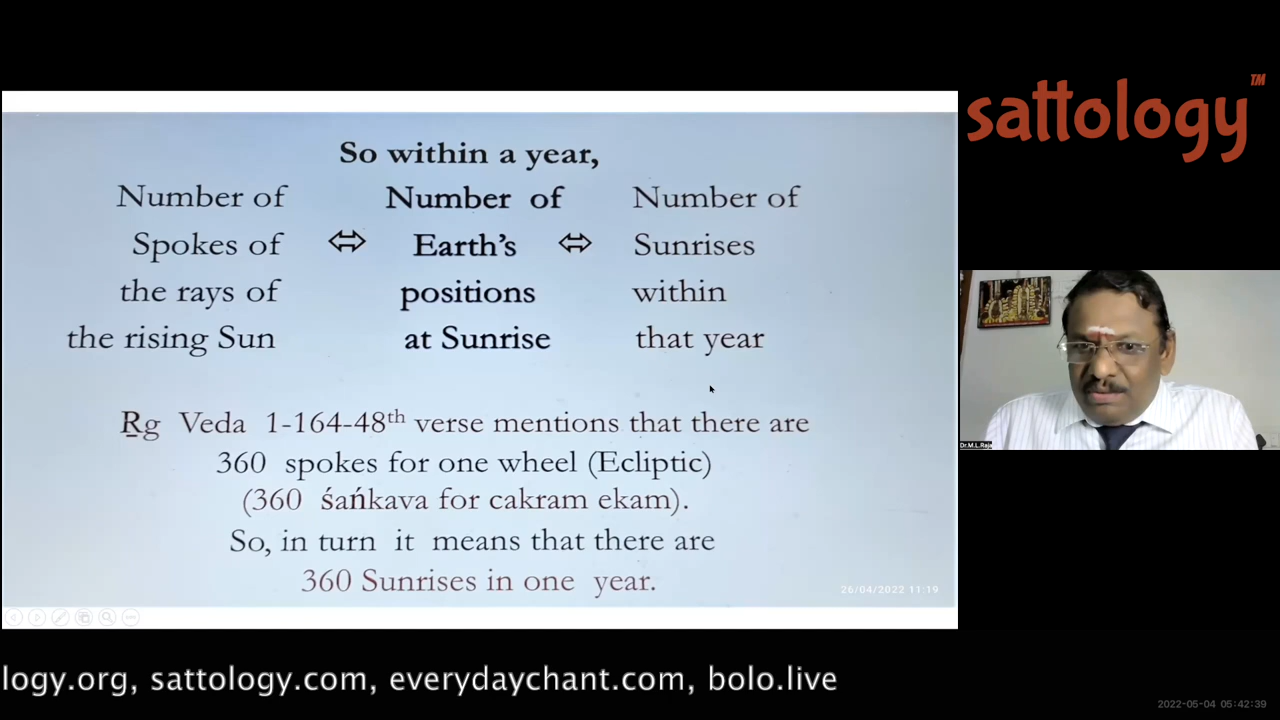 sattology™
So within a year,
Number of Number of Number of
Spokes of ⇔ Earth's ⇔ Sunrises
the rays of positions within
the rising Sun at Sunrise that year
Ṟg Veda 1-164-48th verse mentions that there are
360 spokes for one wheel (Ecliptic)
(360 śańkava for cakram ekam).
So, in turn it means that there are
360 Sunrises in one year.
26/04/2022 11:19
Dr.M.L.Raja
logy.org, sattology.com, everydaychant.com, bolo.live
2022-05-04 05:42:39